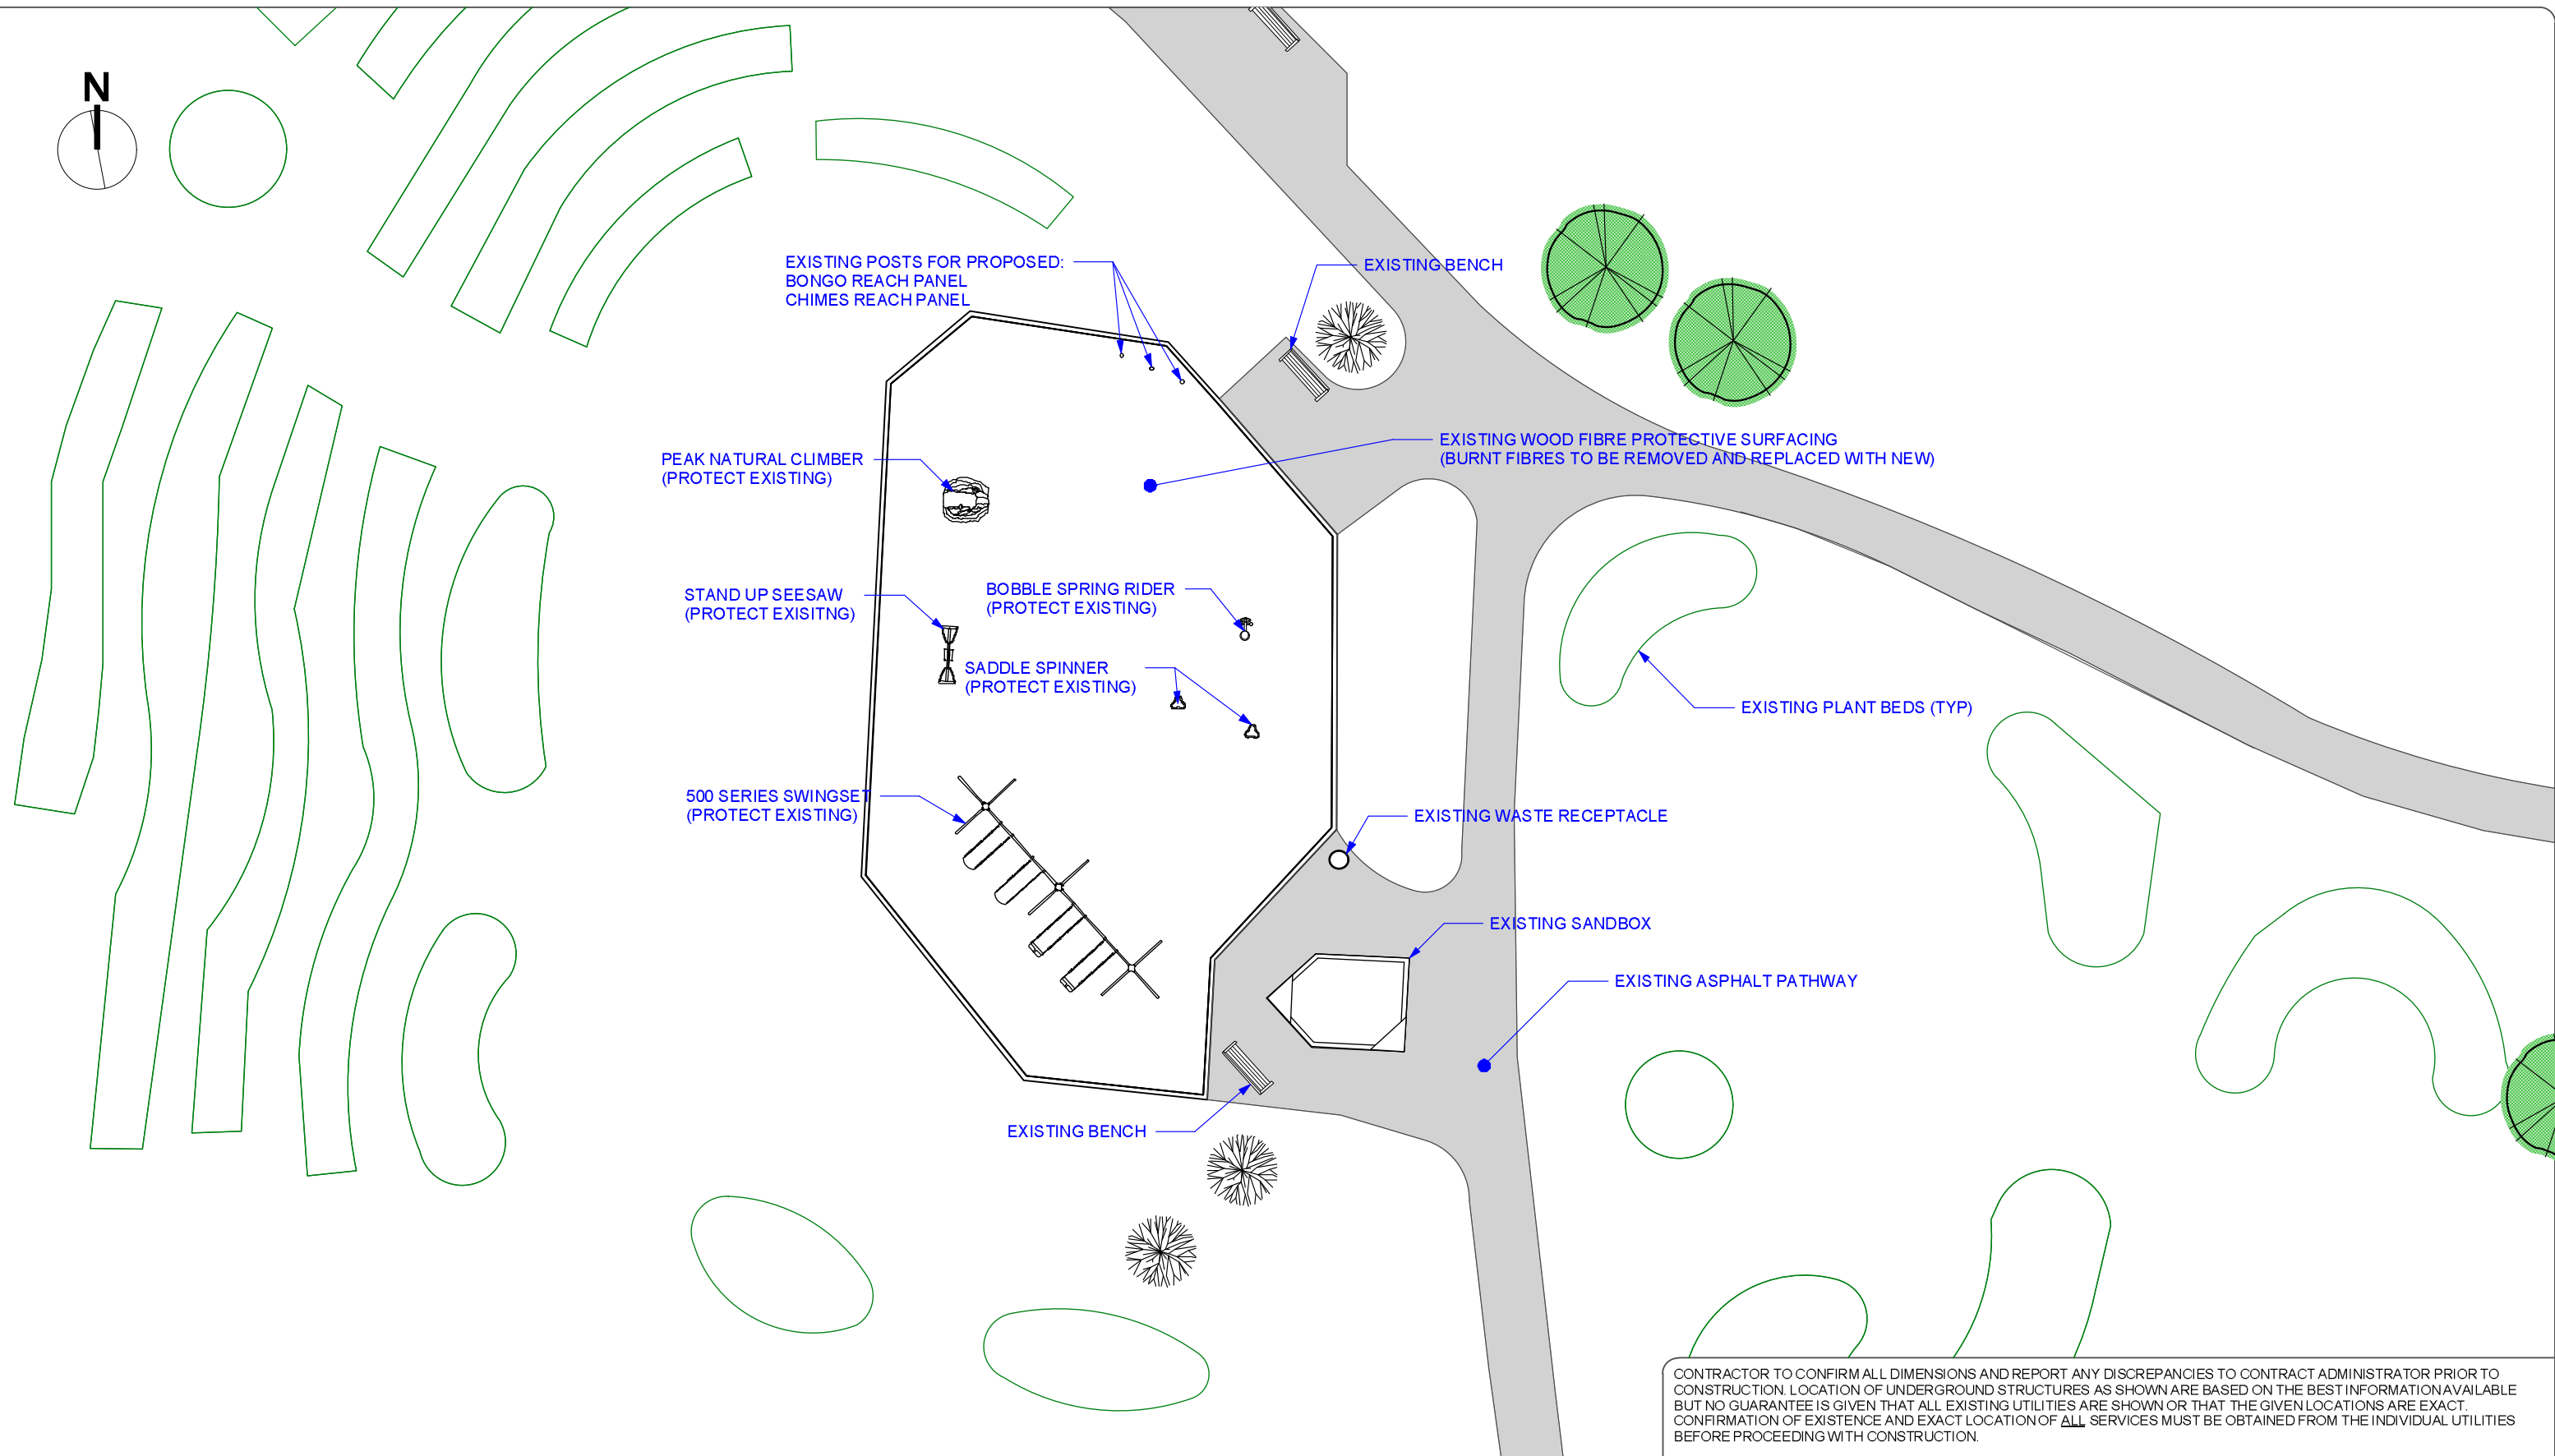 N
EXISTING POSTS FOR PROPOSED:
BONGO REACH PANEL
CHIMES REACH PANEL
EXISTING BENCH
EXISTING WOOD FIBRE PROTECTIVE SURFACING
(BURNT FIBRES TO BE REMOVED AND REPLACED WITH NEW)
PEAK NATURAL CLIMBER
(PROTECT EXISTING)
STAND UP SEESAW
(PROTECT EXISITNG)
BOBBLE SPRING RIDER
(PROTECT EXISTING)
SADDLE SPINNER
(PROTECT EXISTING)
EXISTING PLANT BEDS (TYP)
500 SERIES SWINGSET
(PROTECT EXISTING)
EXISTING WASTE RECEPTACLE
EXISTING SANDBOX
EXISTING ASPHALT PATHWAY
EXISTING BENCH
CONTRACTOR TO CONFIRM ALL DIMENSIONS AND REPORT ANY DISCREPANCIES TO CONTRACT ADMINISTRATOR PRIOR TO
CONSTRUCTION. LOCATION OF UNDERGROUND STRUCTURES AS SHOWN ARE BASED ON THE BEST INFORMATION AVAILABLE
BUT NO GUARANTEE IS GIVEN THAT ALL EXISTING UTILITIES ARE SHOWN OR THAT THE GIVEN LOCATIONS ARE EXACT.
CONFIRMATION OF EXISTENCE AND EXACT LOCATION OF ALL SERVICES MUST BE OBTAINED FROM THE INDIVIDUAL UTILITIES
BEFORE PROCEEDING WITH CONSTRUCTION.